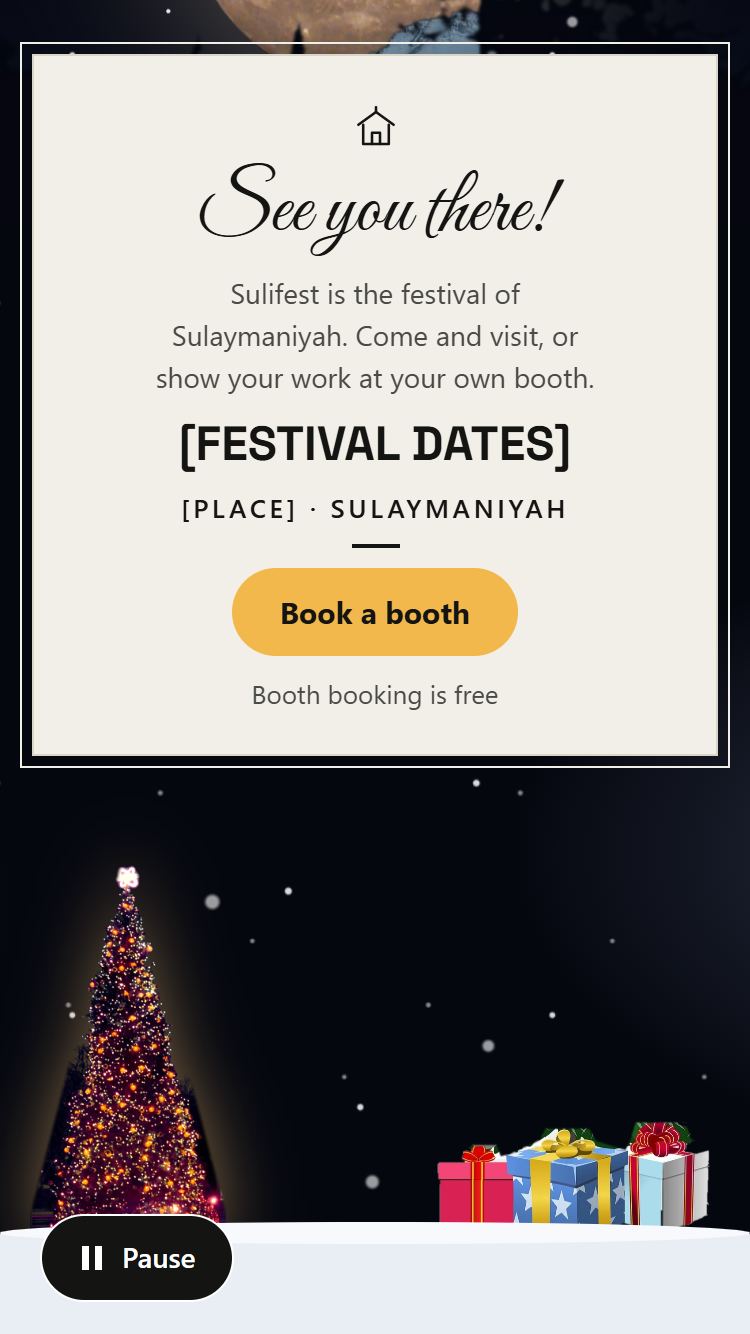 See you there!
Sulifest is the festival of
Sulaymaniyah. Come and visit, or
show your work at your own booth.
[FESTIVAL DATES]
[PLACE] · SULAYMANIYAH
Book a booth
Booth booking is free
Pause